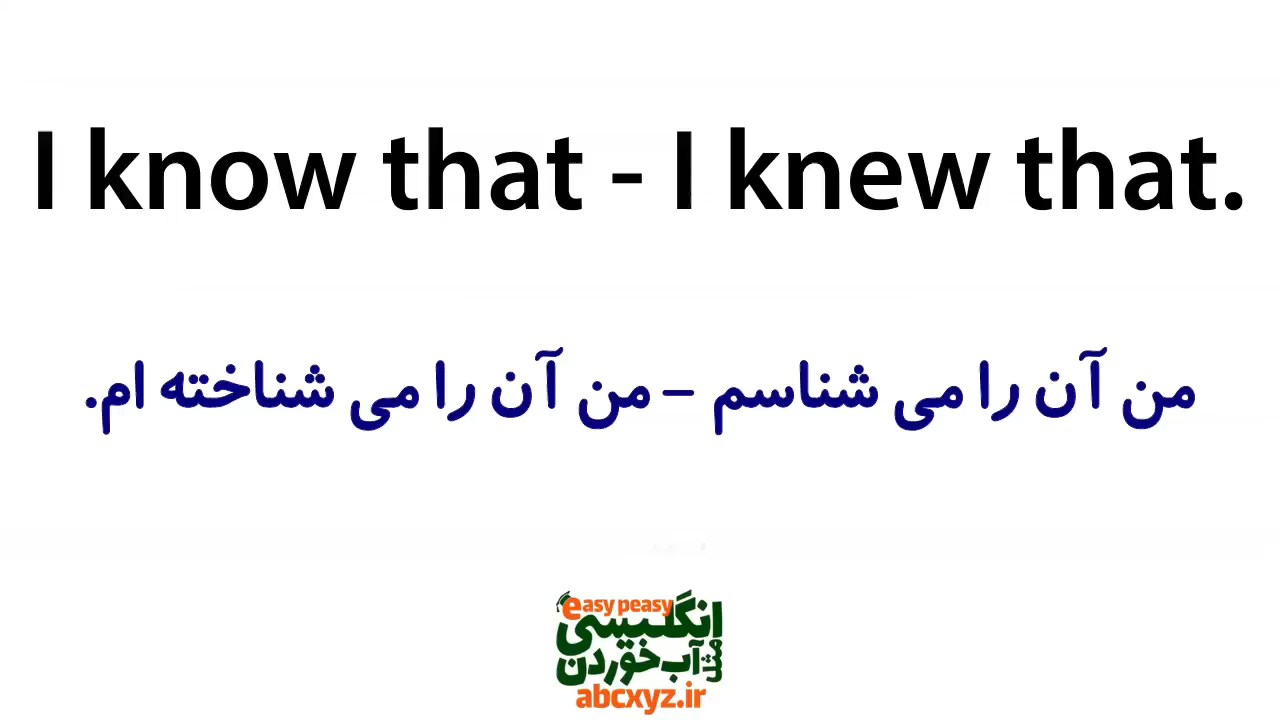 I know that - I knew that.
من آن را می شناسم – من آن را می شناخته ام.
easy peasy
انگلیسی
مثل آب خوردن
abcxyz.ir